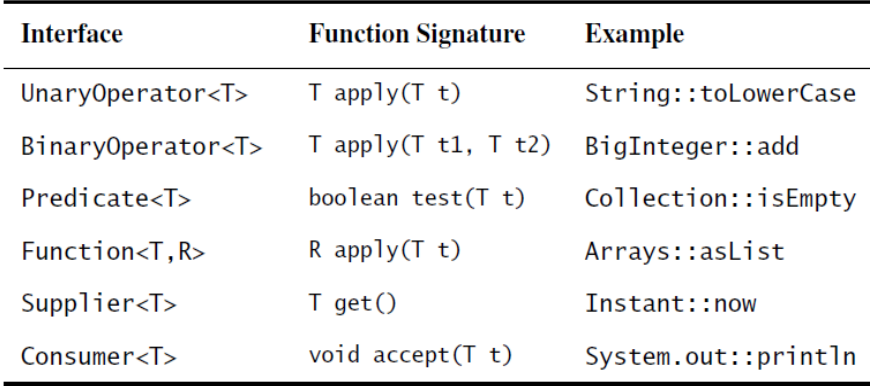 Interface Function Signature Example
UnaryOperator<T> T apply(T t) String::toLowerCase
BinaryOperator<T> T apply(T t1, T t2) BigInteger::add
Predicate<T> boolean test(T t) Collection::isEmpty
Function<T,R> R apply(T t) Arrays::asList
Supplier<T> T get() Instant::now
Consumer<T> void accept(T t) System.out::println